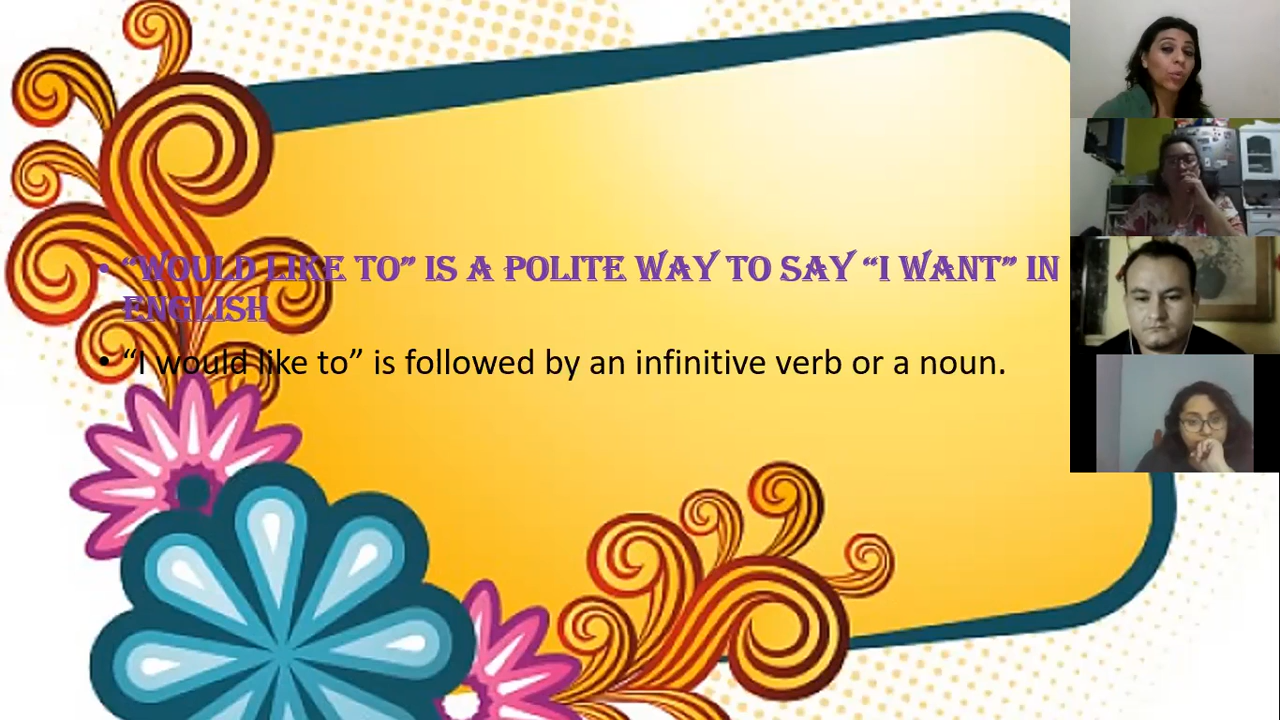 • “WOULD LIKE TO” IS A POLITE WAY TO SAY “I WANT” IN
ENGLISH
• “I would like to” is followed by an infinitive verb or a noun.